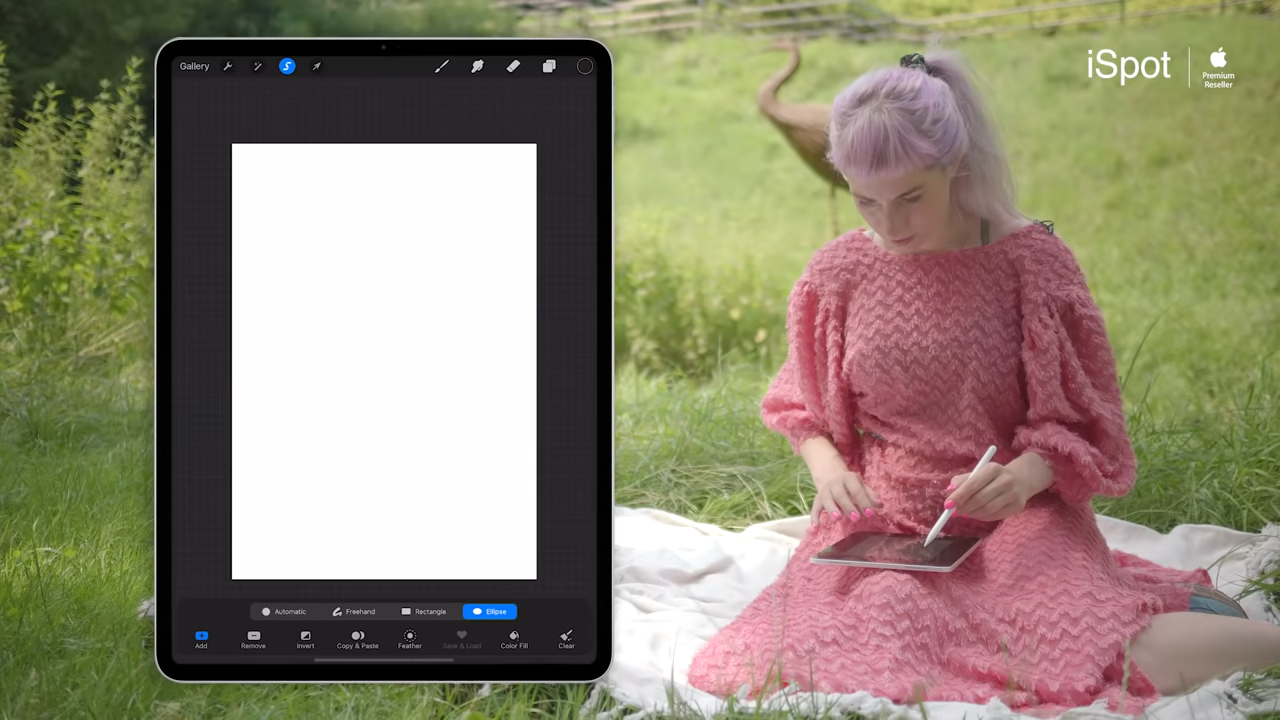 Gallery
iSpot
Premium
Reseller
Automatic
Freehand
Rectangle
Ellipse
Add
Remove
Invert
Copy & Paste
Feather
Save & Load
Color Fill
Clear